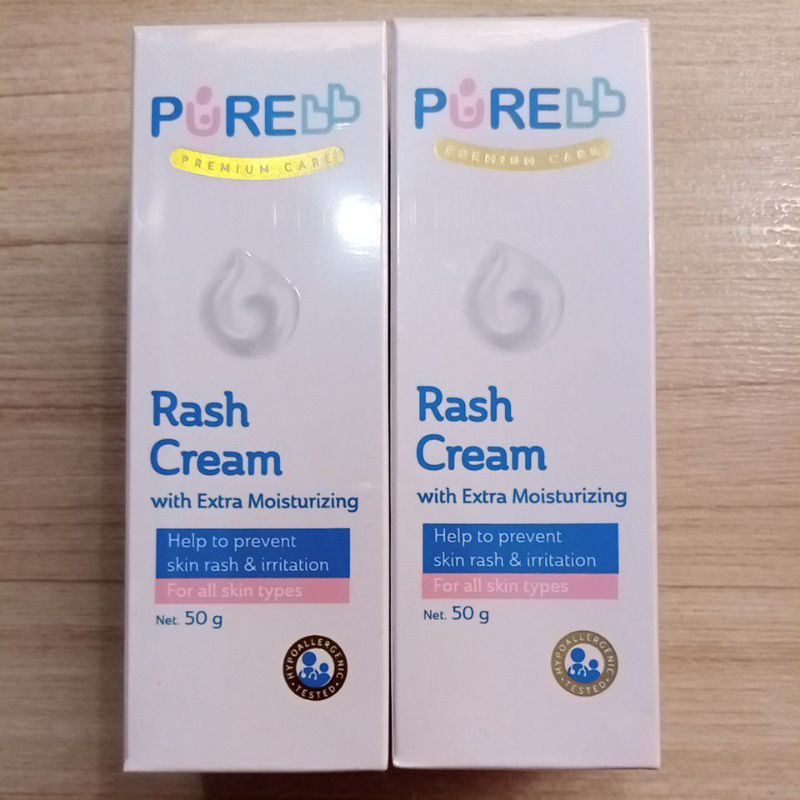 PUREBB
PREMIUM CARE
Rash
Cream
with Extra Moisturizing
Help to prevent
skin rash & irritation
For all skin types
Net. 50 g
HYPOALLERGENIC
TESTED
PUREBB
PREMIUM CARE
Rash
Cream
with Extra Moisturizing
Help to prevent
skin rash & irritation
For all skin types
Net. 50 g
HYPOALLERGENIC
TESTED